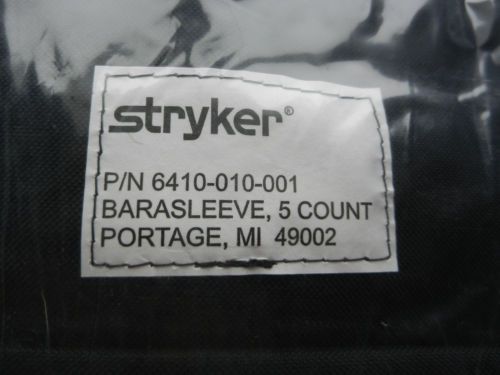 stryker®
P/N 6410-010-001
BARASLEEVE, 5 COUNT
PORTAGE, MI 49002